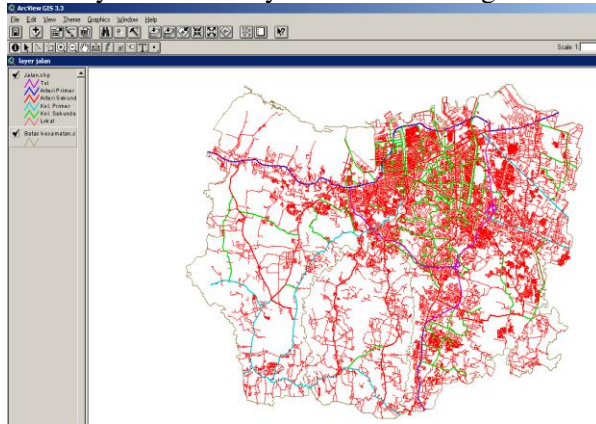 ArcView GIS 3.3
File Edit View Theme Graphics Window Help
Scale 1:
layer jalan
Jalan.shp
Tol
Arteri Primer
Arteri Sekund
Kol. Primer
Kol. Sekunde
Lokal
Batas kecamatan.s